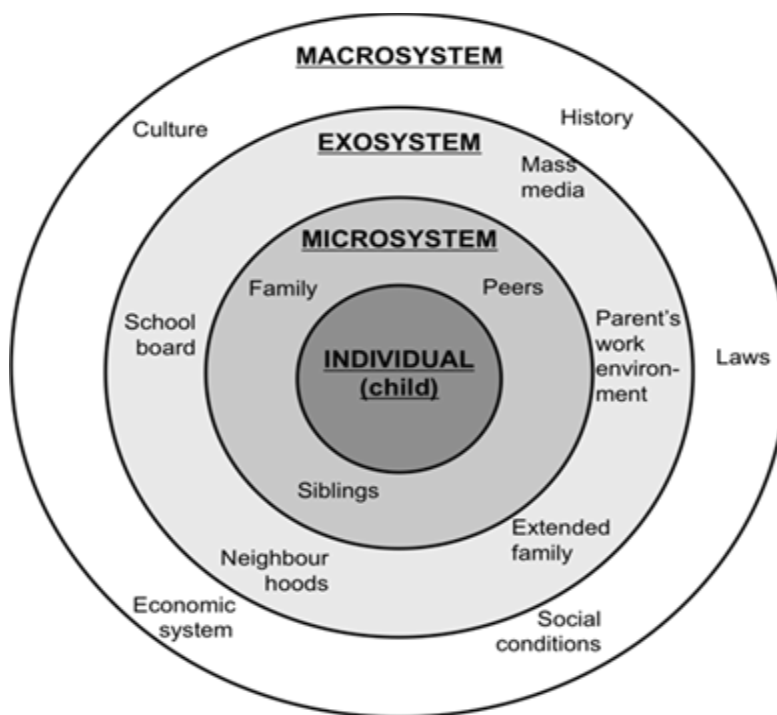 MACROSYSTEM
Culture
History
EXOSYSTEM
Mass
media
MICROSYSTEM
Family
Peers
School
board
Parent's
work
environ-
ment
Laws
INDIVIDUAL
(child)
Siblings
Extended
family
Neighbour
hoods
Economic
system
Social
conditions